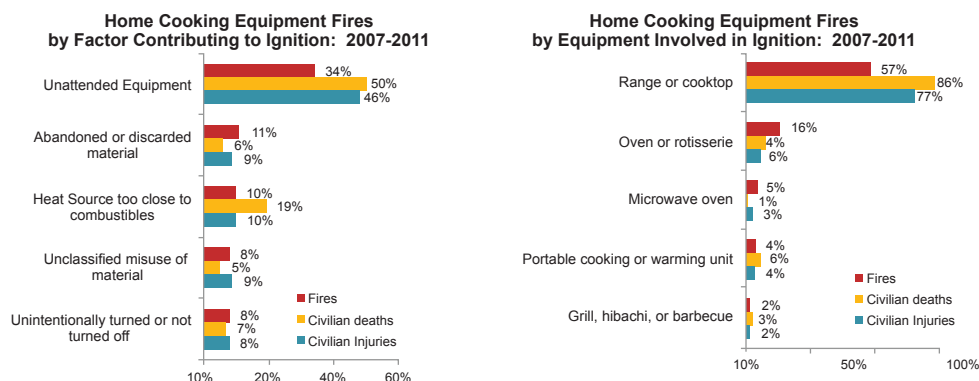 Home Cooking Equipment Fires
by Factor Contributing to Ignition: 2007-2011
Unattended Equipment
34%
50%
46%
Abandoned or discarded
material
11%
6%
9%
Heat Source too close to
combustibles
10%
19%
10%
Unclassified misuse of
material
8%
5%
9%
Unintentionally turned or not
turned off
8%
7%
8%
Fires
Civilian deaths
Civilian Injuries
10% 20% 40% 60%
Home Cooking Equipment Fires
by Equipment Involved in Ignition: 2007-2011
Range or cooktop
57%
86%
77%
Oven or rotisserie
16%
4%
6%
Microwave oven
5%
1%
3%
Portable cooking or warming unit
4%
6%
4%
Grill, hibachi, or barbecue
2%
3%
2%
Fires
Civilian deaths
Civilian Injuries
10% 50% 100%